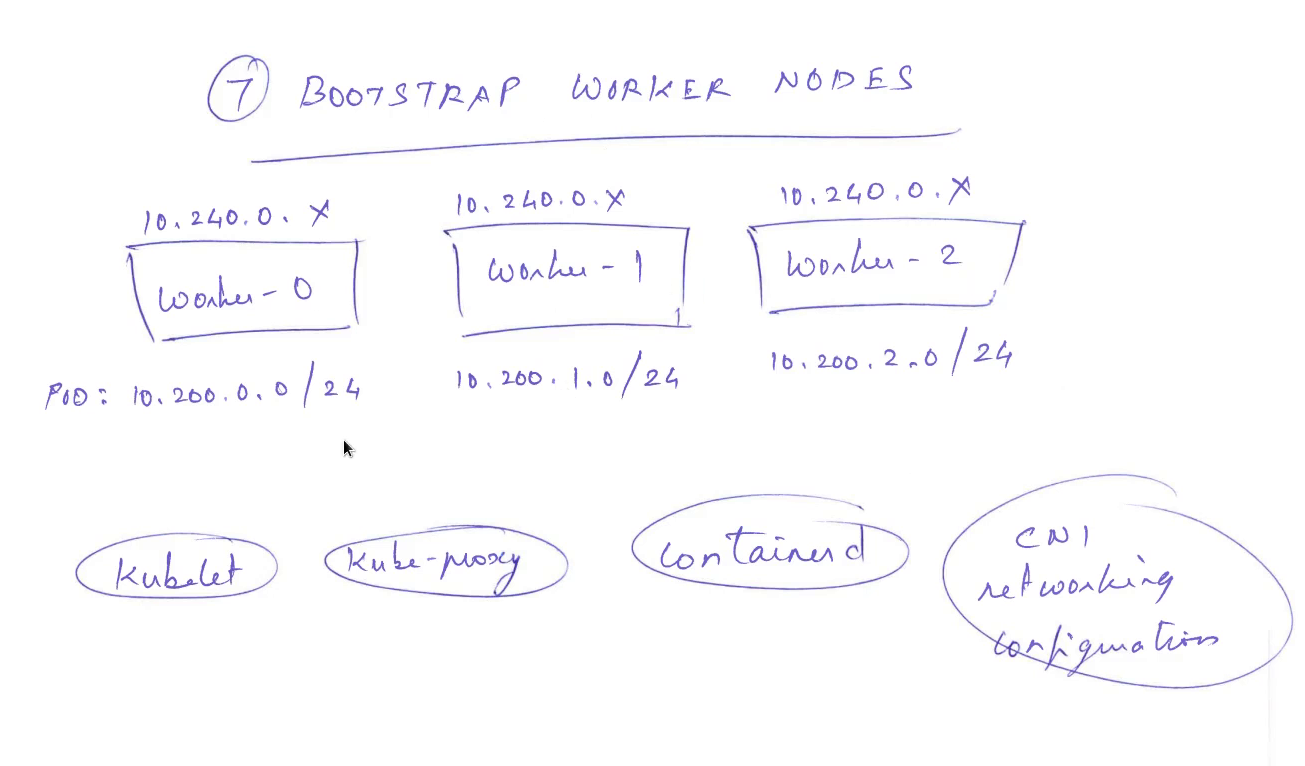 7 BOOTSTRAP WORKER NODES
10.240.0.X 10.240.0.X 10.240.0.X
Worker-0 Worker-1 Worker-2
POD: 10.200.0.0/24 10.200.1.0/24 10.200.2.0/24
Kubelet Kube-proxy Containerd
CNI
networking
configuration